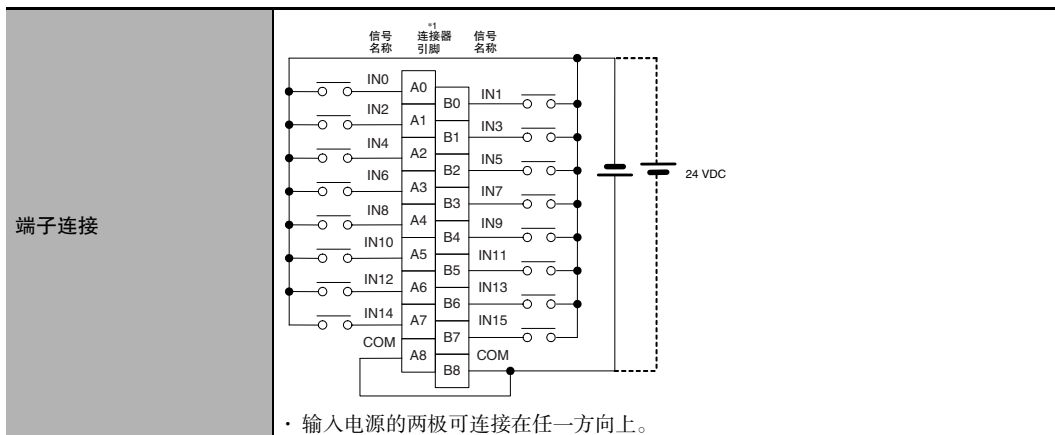 端子连接
*1
信号 连接器 信号
名称 引脚 名称
IN0 A0
B0 IN1
IN2 A1
B1 IN3
IN4 A2
B2 IN5
IN6 A3
B3 IN7
IN8 A4
B4 IN9
IN10 A5
B5 IN11
IN12 A6
B6 IN13
IN14 A7
B7 IN15
COM A8
B8 COM
24 VDC
· 输入电源的两极可连接在任一方向上。